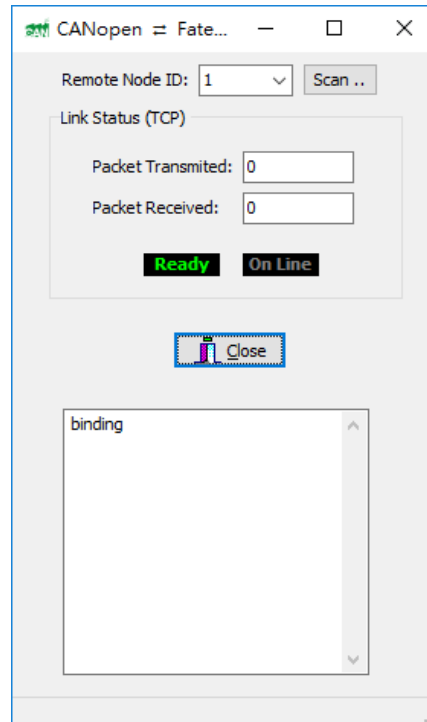 CANopen ⇄ Fate...
Remote Node ID: 1 Scan ..
Link Status (TCP)
Packet Transmited: 0
Packet Received: 0
Ready On Line
Close
binding